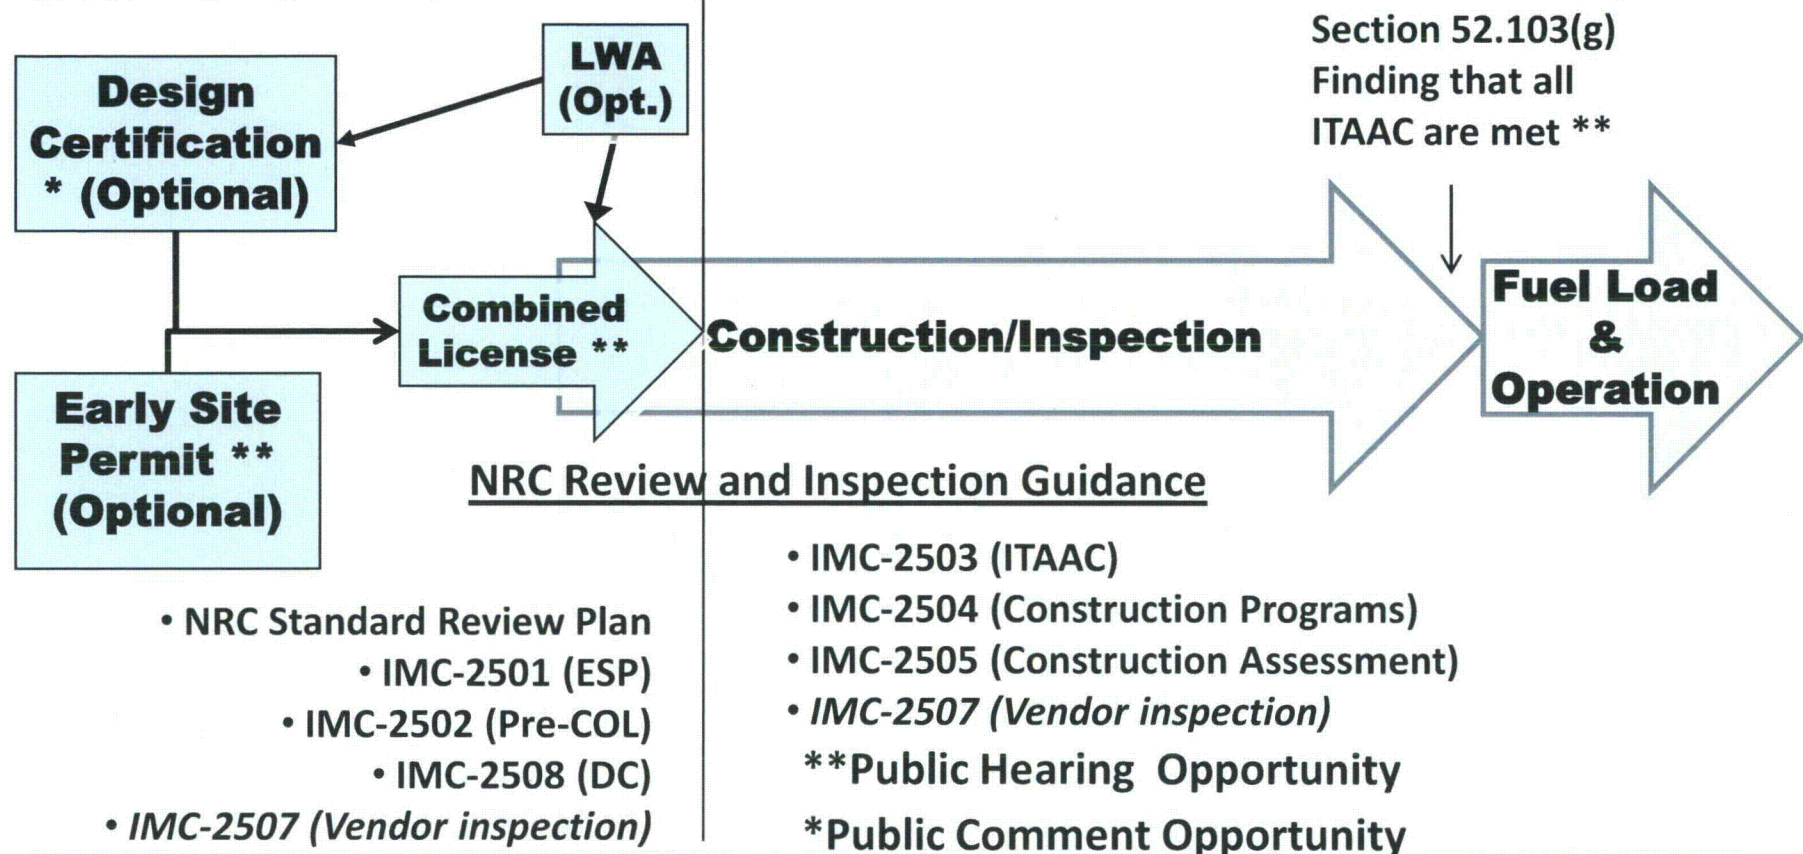 LWA
(Opt.)
Section 52.103(g)
Finding that all
ITAAC are met **
Design
Certification
* (Optional)
Combined
License **
Construction/Inspection
Fuel Load
&
Operation
Early Site
Permit **
(Optional)
NRC Review and Inspection Guidance
• NRC Standard Review Plan
• IMC-2501 (ESP)
• IMC-2502 (Pre-COL)
• IMC-2508 (DC)
• IMC-2507 (Vendor inspection)
• IMC-2503 (ITAAC)
• IMC-2504 (Construction Programs)
• IMC-2505 (Construction Assessment)
• IMC-2507 (Vendor inspection)
**Public Hearing Opportunity
*Public Comment Opportunity